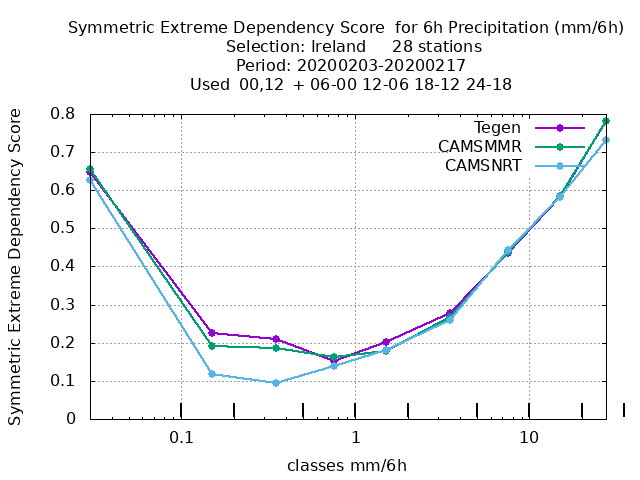 Symmetric Extreme Dependency Score  for 6h Precipitation (mm/6h)
Selection: Ireland     28 stations
Period: 20200203-20200217
Used  00,12  + 06-00 12-06 18-12 24-18
Symmetric Extreme Dependency Score
0.8
0.7
0.6
0.5
0.4
0.3
0.2
0.1
0
Tegen
CAMSMMR
CAMSNRT
0.1
1
10
classes mm/6h